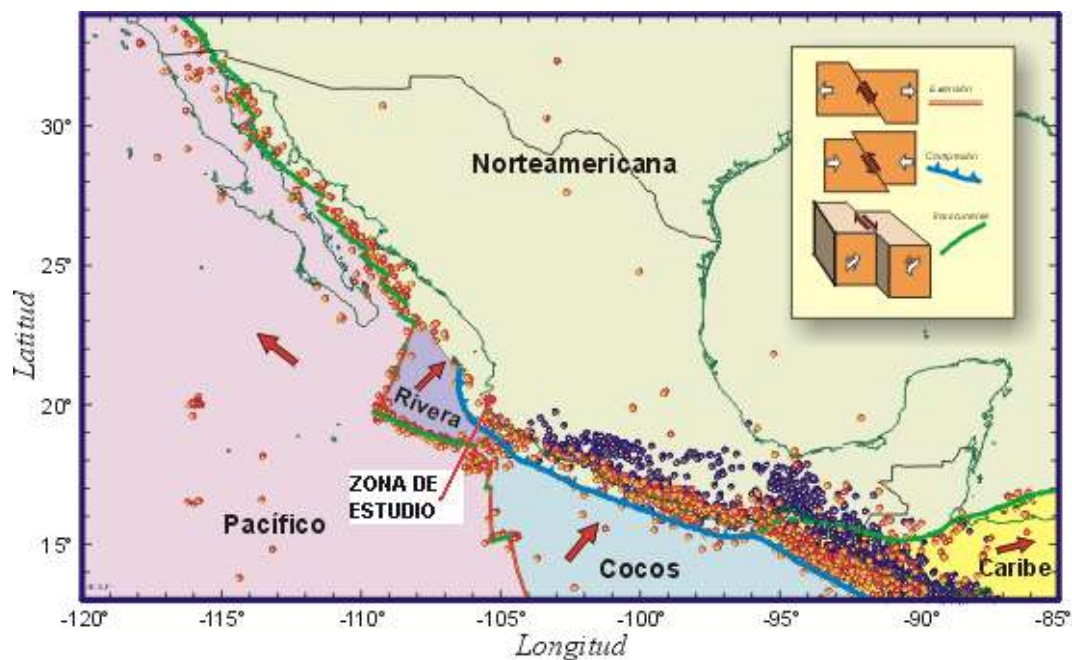 Extensión
Compresión
Transcurrencia
Norteamericana
Rivera
ZONA DE
ESTUDIO
Pacífico
Cocos
Caribe
Latitud
30°
25°
20°
15°
-120°
-115°
-110°
-105°
-100°
-95°
-90°
-85°
Longitud